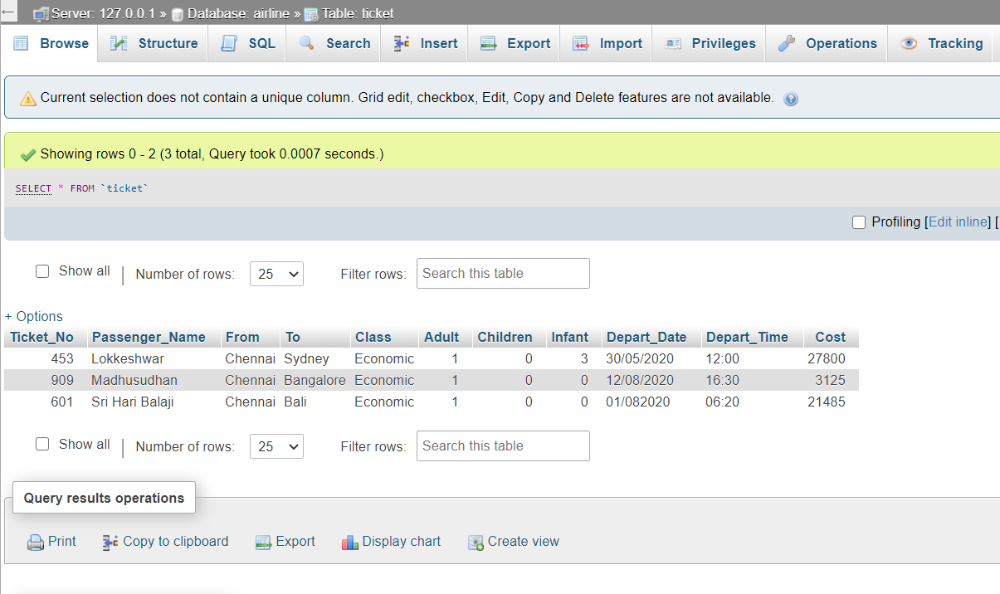 Server: 127.0.0.1 » Database: airline » Table: ticket
Browse Structure SQL Search Insert Export Import Privileges Operations Tracking
Current selection does not contain a unique column. Grid edit, checkbox, Edit, Copy and Delete features are not available.
Showing rows 0 - 2 (3 total, Query took 0.0007 seconds.)
SELECT * FROM `ticket`
Profiling [Edit inline] [
Show all | Number of rows: 25 Filter rows: Search this table
+ Options
Ticket_No Passenger_Name From To Class Adult Children Infant Depart_Date Depart_Time Cost
453 Lokkeshwar Chennai Sydney Economic 1 0 3 30/05/2020 12:00 27800
909 Madhusudhan Chennai Bangalore Economic 1 0 0 12/08/2020 16:30 3125
601 Sri Hari Balaji Chennai Bali Economic 1 0 0 01/082020 06:20 21485
Show all | Number of rows: 25 Filter rows: Search this table
Query results operations
Print Copy to clipboard Export Display chart Create view